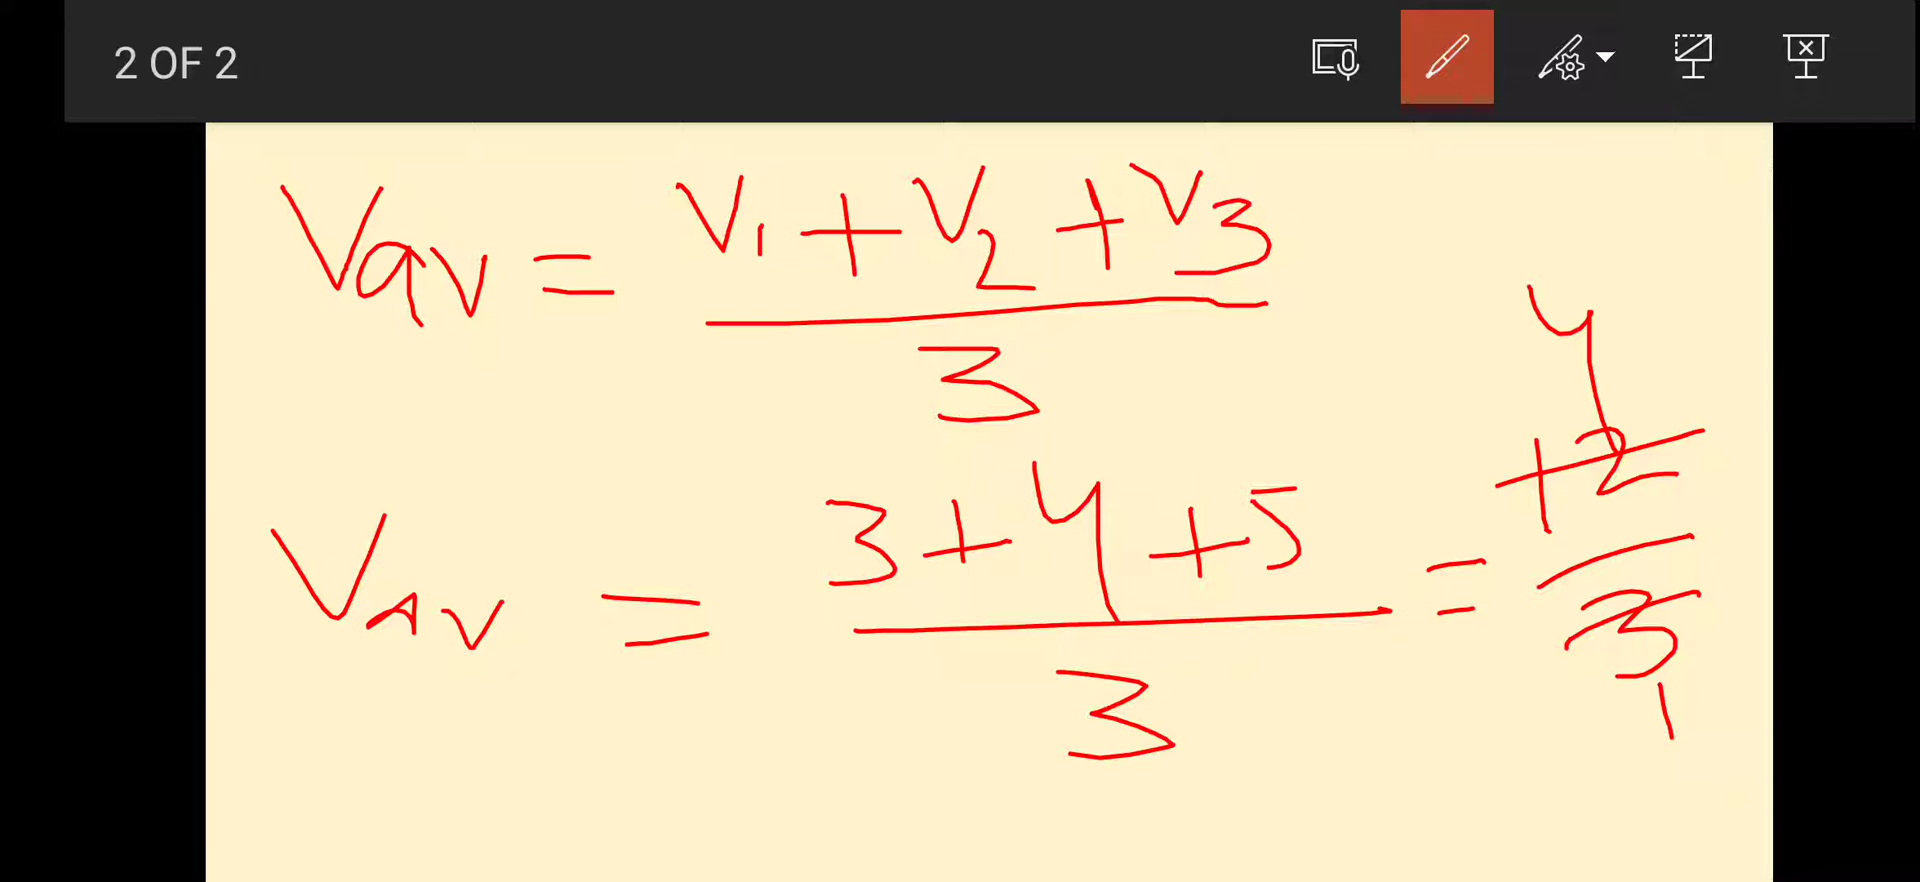 2 OF 2
Vav = V1 + V2 + V3
3
VAV = 3 + 4 + 5 = 12
3 3
4
1